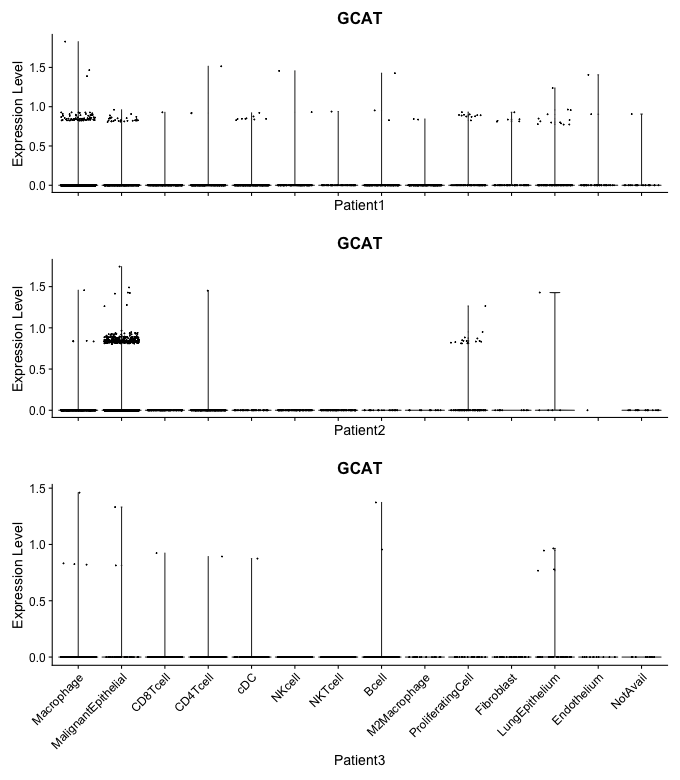 GCAT
Expression Level
1.5
1.0
0.5
0.0
Patient1
GCAT
Expression Level
1.5
1.0
0.5
0.0
Patient2
GCAT
Expression Level
1.5
1.0
0.5
0.0
Macrophage
MalignantEpithelial
CD8Tcell
CD4Tcell
cDC
NKcell
NKTcell
Bcell
M2Macrophage
ProliferatingCell
Fibroblast
LungEpithelium
Endothelium
NotAvail
Patient3